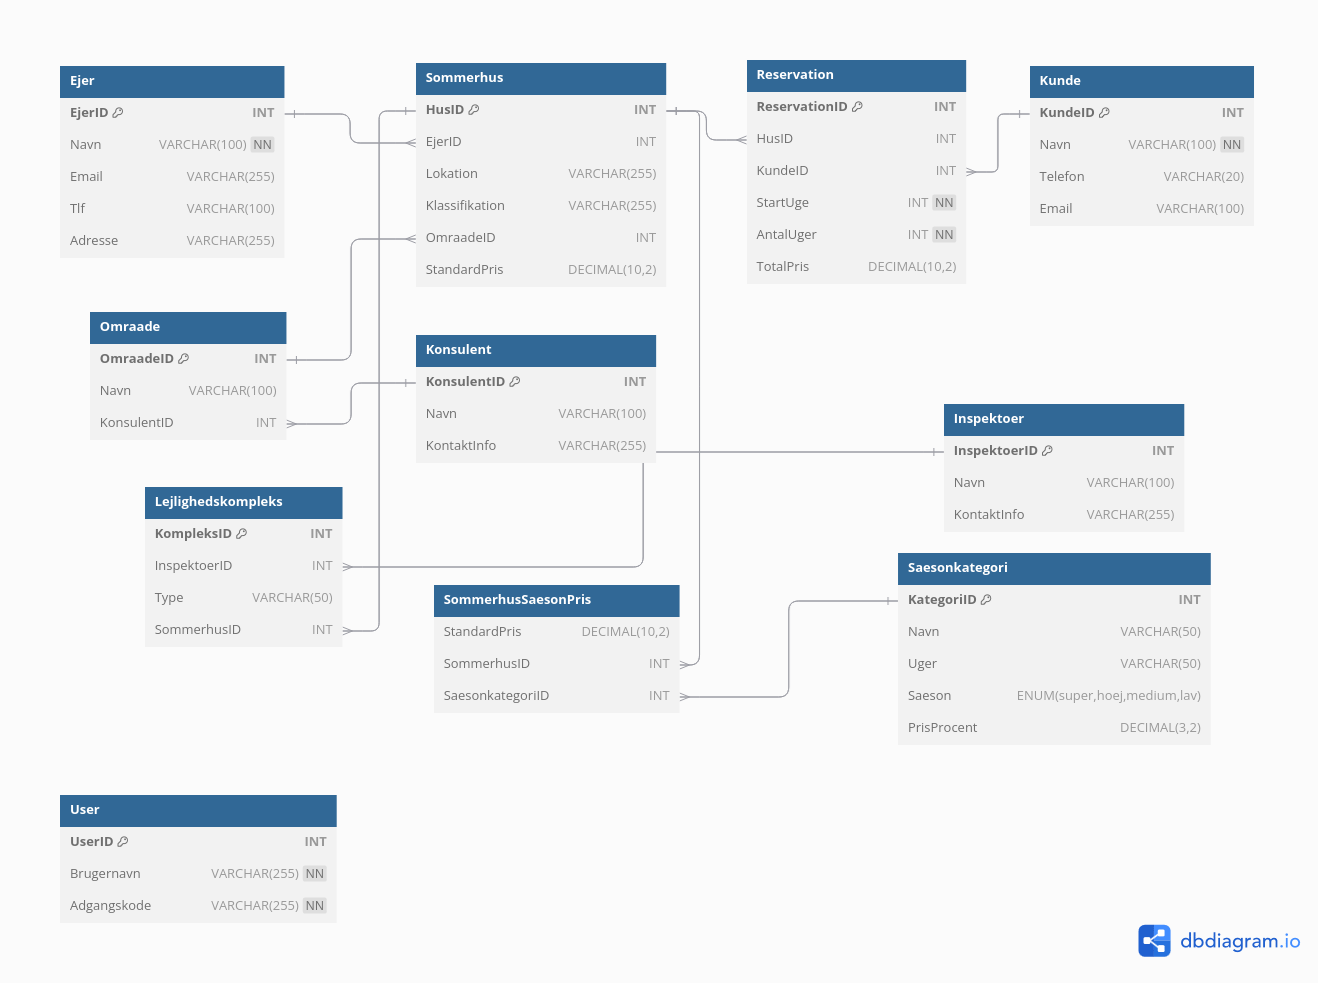 Ejer
EjerID INT
Navn VARCHAR(100) NN
Email VARCHAR(255)
Tlf VARCHAR(100)
Adresse VARCHAR(255)
Sommerhus
HusID INT
EjerID INT
Lokation VARCHAR(255)
Klassifikation VARCHAR(255)
OmraadeID INT
StandardPris DECIMAL(10,2)
Reservation
ReservationID INT
HusID INT
KundeID INT
StartUge INT NN
AntalUger INT NN
TotalPris DECIMAL(10,2)
Kunde
KundeID INT
Navn VARCHAR(100) NN
Telefon VARCHAR(20)
Email VARCHAR(100)
Omraade
OmraadeID INT
Navn VARCHAR(100)
KonsulentID INT
Konsulent
KonsulentID INT
Navn VARCHAR(100)
KontaktInfo VARCHAR(255)
Inspektoer
InspektoerID INT
Navn VARCHAR(100)
KontaktInfo VARCHAR(255)
Lejlighedskompleks
KompleksID INT
InspektoerID INT
Type VARCHAR(50)
SommerhusID INT
SommerhusSaesonPris
StandardPris DECIMAL(10,2)
SommerhusID INT
SaesonkategoriID INT
Saesonkategori
KategoriID INT
Navn VARCHAR(50)
Uger VARCHAR(50)
Saeson ENUM(super,hoej,medium,lav)
PrisProcent DECIMAL(3,2)
User
UserID INT
Brugernavn VARCHAR(255) NN
Adgangskode VARCHAR(255) NN
dbdiagram.io